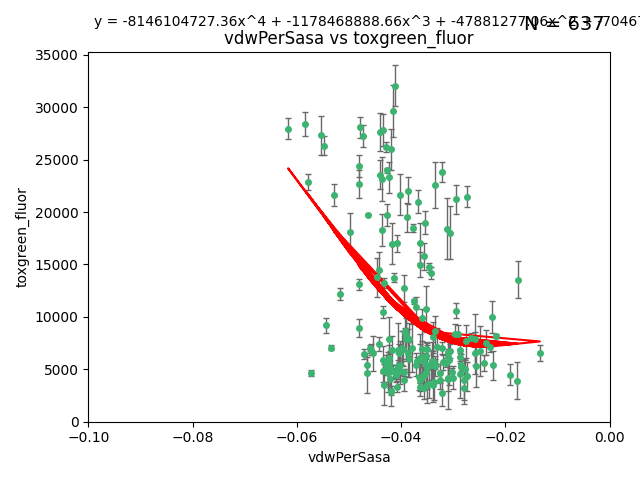 y = -8146104727.36x^4 + -1178468888.66x^3 + -47881277
N = 637
vdwPerSasa vs toxgreen_fluor
35000
30000
25000
20000
15000
10000
5000
0
toxgreen_fluor
−0.10 −0.08 −0.06 −0.04 −0.02 0.00
vdwPerSasa